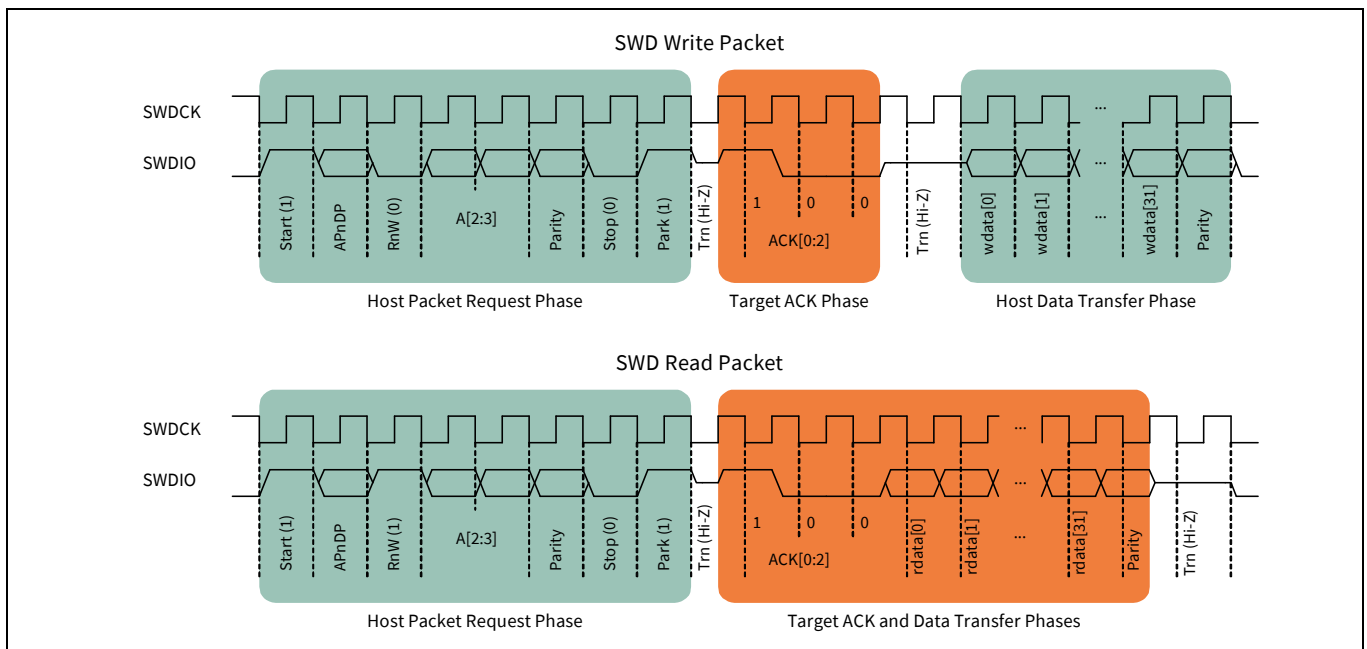 SWD Write Packet
SWDCK
...
SWDIO
...
Start (1)
APnDP
RnW (0)
A[2:3]
Parity
Stop (0)
Park (1)
Trn (Hi-Z)
1
0
0
ACK[0:2]
Trn (Hi-Z)
wdata[0]
wdata[1]
...
wdata[31]
Parity
Host Packet Request Phase
Target ACK Phase
Host Data Transfer Phase
SWD Read Packet
SWDCK
...
SWDIO
...
Start (1)
APnDP
RnW (1)
A[2:3]
Parity
Stop (0)
Park (1)
Trn (Hi-Z)
1
0
0
ACK[0:2]
rdata[0]
rdata[1]
...
rdata[31]
Parity
Trn (Hi-Z)
Host Packet Request Phase
Target ACK and Data Transfer Phases